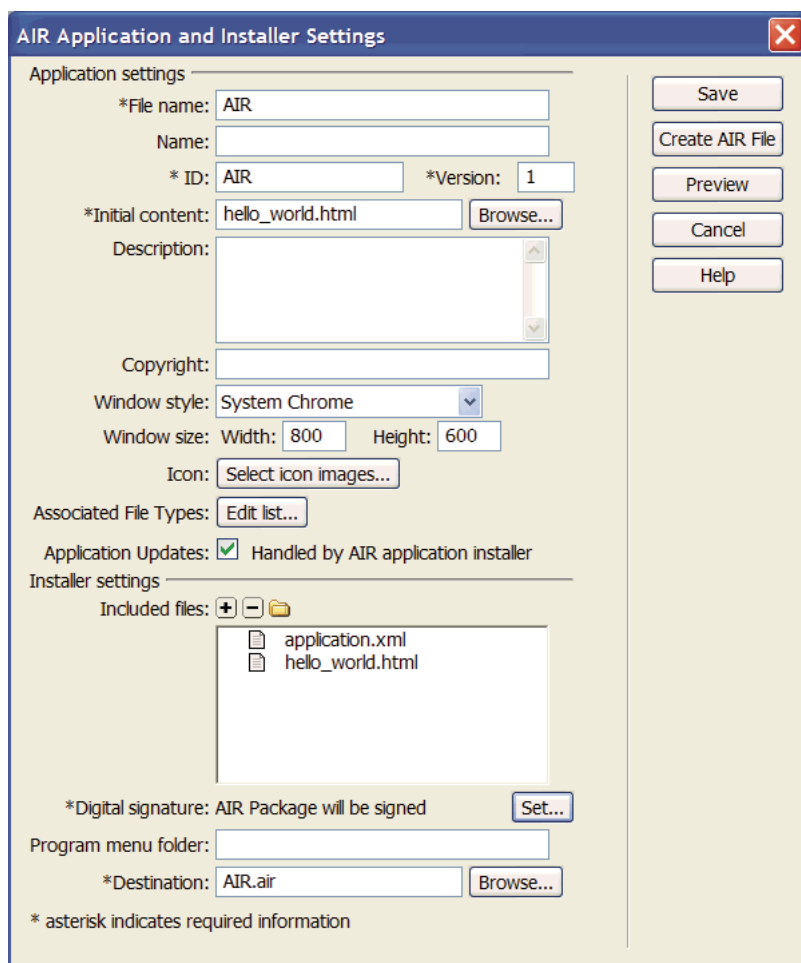 AIR Application and Installer Settings
Application settings
*File name: AIR
Name:
* ID: AIR *Version: 1
*Initial content: hello_world.html Browse...
Description:
Copyright:
Window style: System Chrome
Window size: Width: 800 Height: 600
Icon: Select icon images...
Associated File Types: Edit list...
Application Updates: Handled by AIR application installer
Installer settings
Included files:
application.xml
hello_world.html
*Digital signature: AIR Package will be signed Set...
Program menu folder:
*Destination: AIR.air Browse...
* asterisk indicates required information
Save
Create AIR File
Preview
Cancel
Help